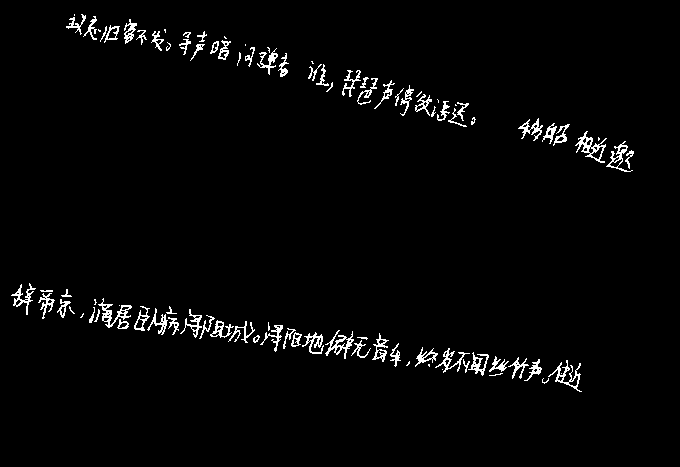 主忘归客不发。寻声暗问弹者 谁,琵琶声停欲语迟。 移船相近邀
辞帝京,谪居卧病浔阳城。浔阳地僻无音乐,终岁不闻丝竹声。住近